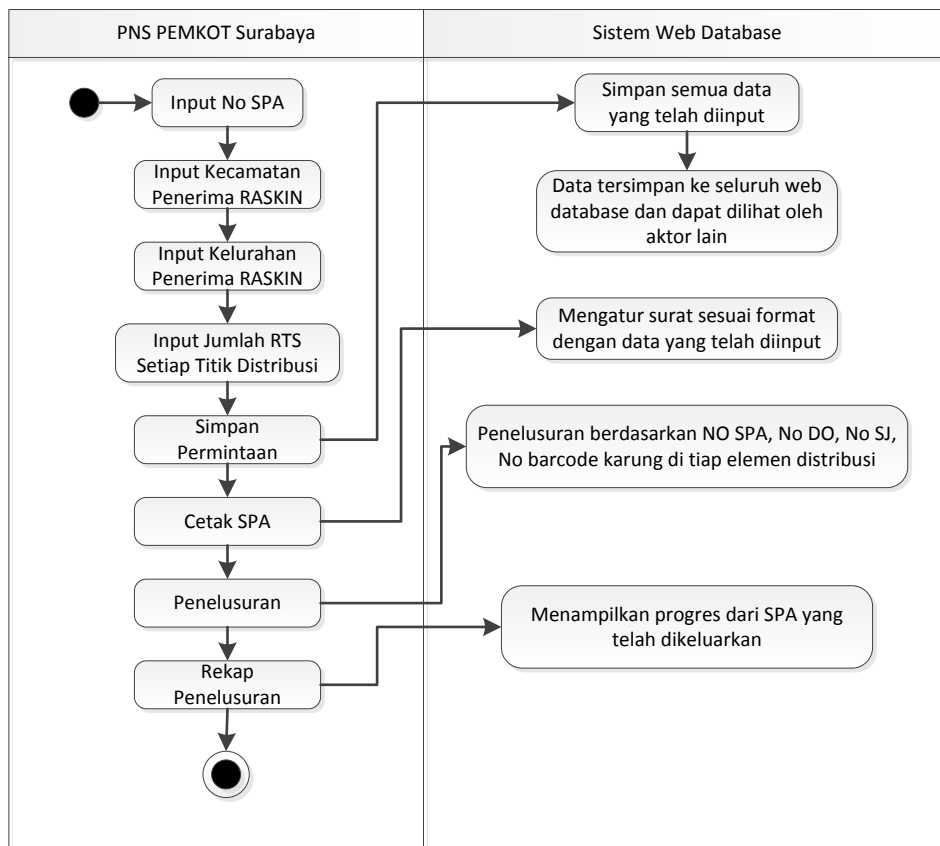 PNS PEMKOT Surabaya
Sistem Web Database
Input No SPA
Input Kecamatan
Penerima RASKIN
Input Kelurahan
Penerima RASKIN
Input Jumlah RTS
Setiap Titik Distribusi
Simpan
Permintaan
Cetak SPA
Penelusuran
Rekap
Penelusuran
Simpan semua data
yang telah diinput
Data tersimpan ke seluruh web
database dan dapat dilihat oleh
aktor lain
Mengatur surat sesuai format
dengan data yang telah diinput
Penelusuran berdasarkan NO SPA, No DO, No SJ,
No barcode karung di tiap elemen distribusi
Menampilkan progres dari SPA yang
telah dikeluarkan